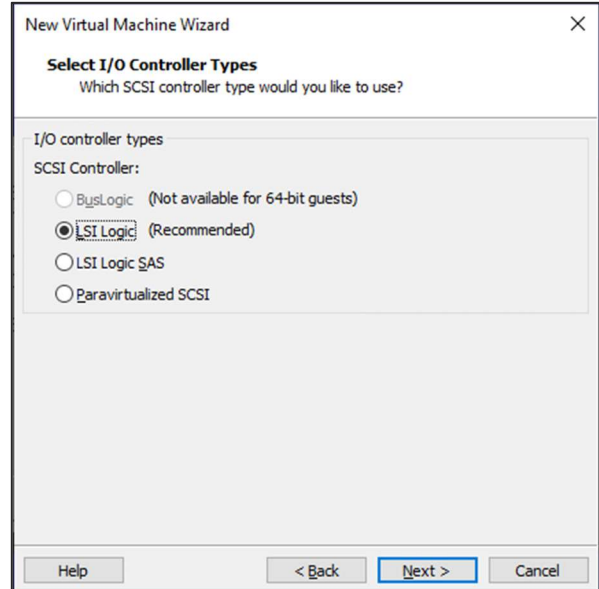 New Virtual Machine Wizard
Select I/O Controller Types
Which SCSI controller type would you like to use?
I/O controller types
SCSI Controller:
BusLogic (Not available for 64-bit guests)
LSI Logic (Recommended)
LSI Logic SAS
Paravirtualized SCSI
Help < Back Next > Cancel